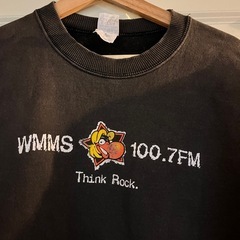 WMMS 100.7FM
Think Rock.